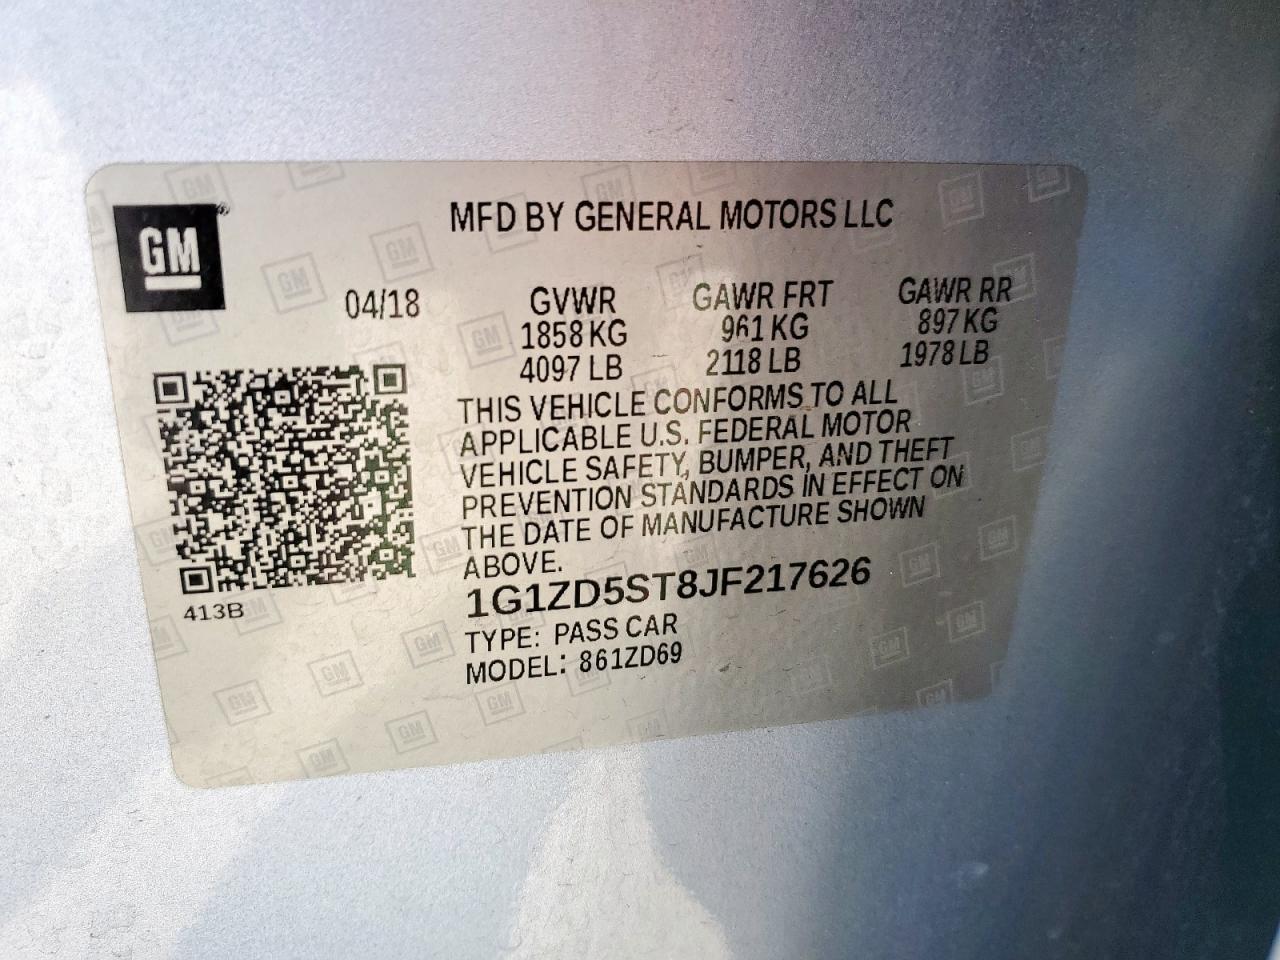 GM®
MFD BY GENERAL MOTORS LLC
04/18
GVWR GAWR FRT GAWR RR
1858 KG 961 KG 897 KG
4097 LB 2118 LB 1978 LB
THIS VEHICLE CONFORMS TO ALL
APPLICABLE U.S. FEDERAL MOTOR
VEHICLE SAFETY, BUMPER, AND THEFT
PREVENTION STANDARDS IN EFFECT ON
THE DATE OF MANUFACTURE SHOWN
ABOVE.
413B
1G1ZD5ST8JF217626
TYPE: PASS CAR
MODEL: 861ZD69